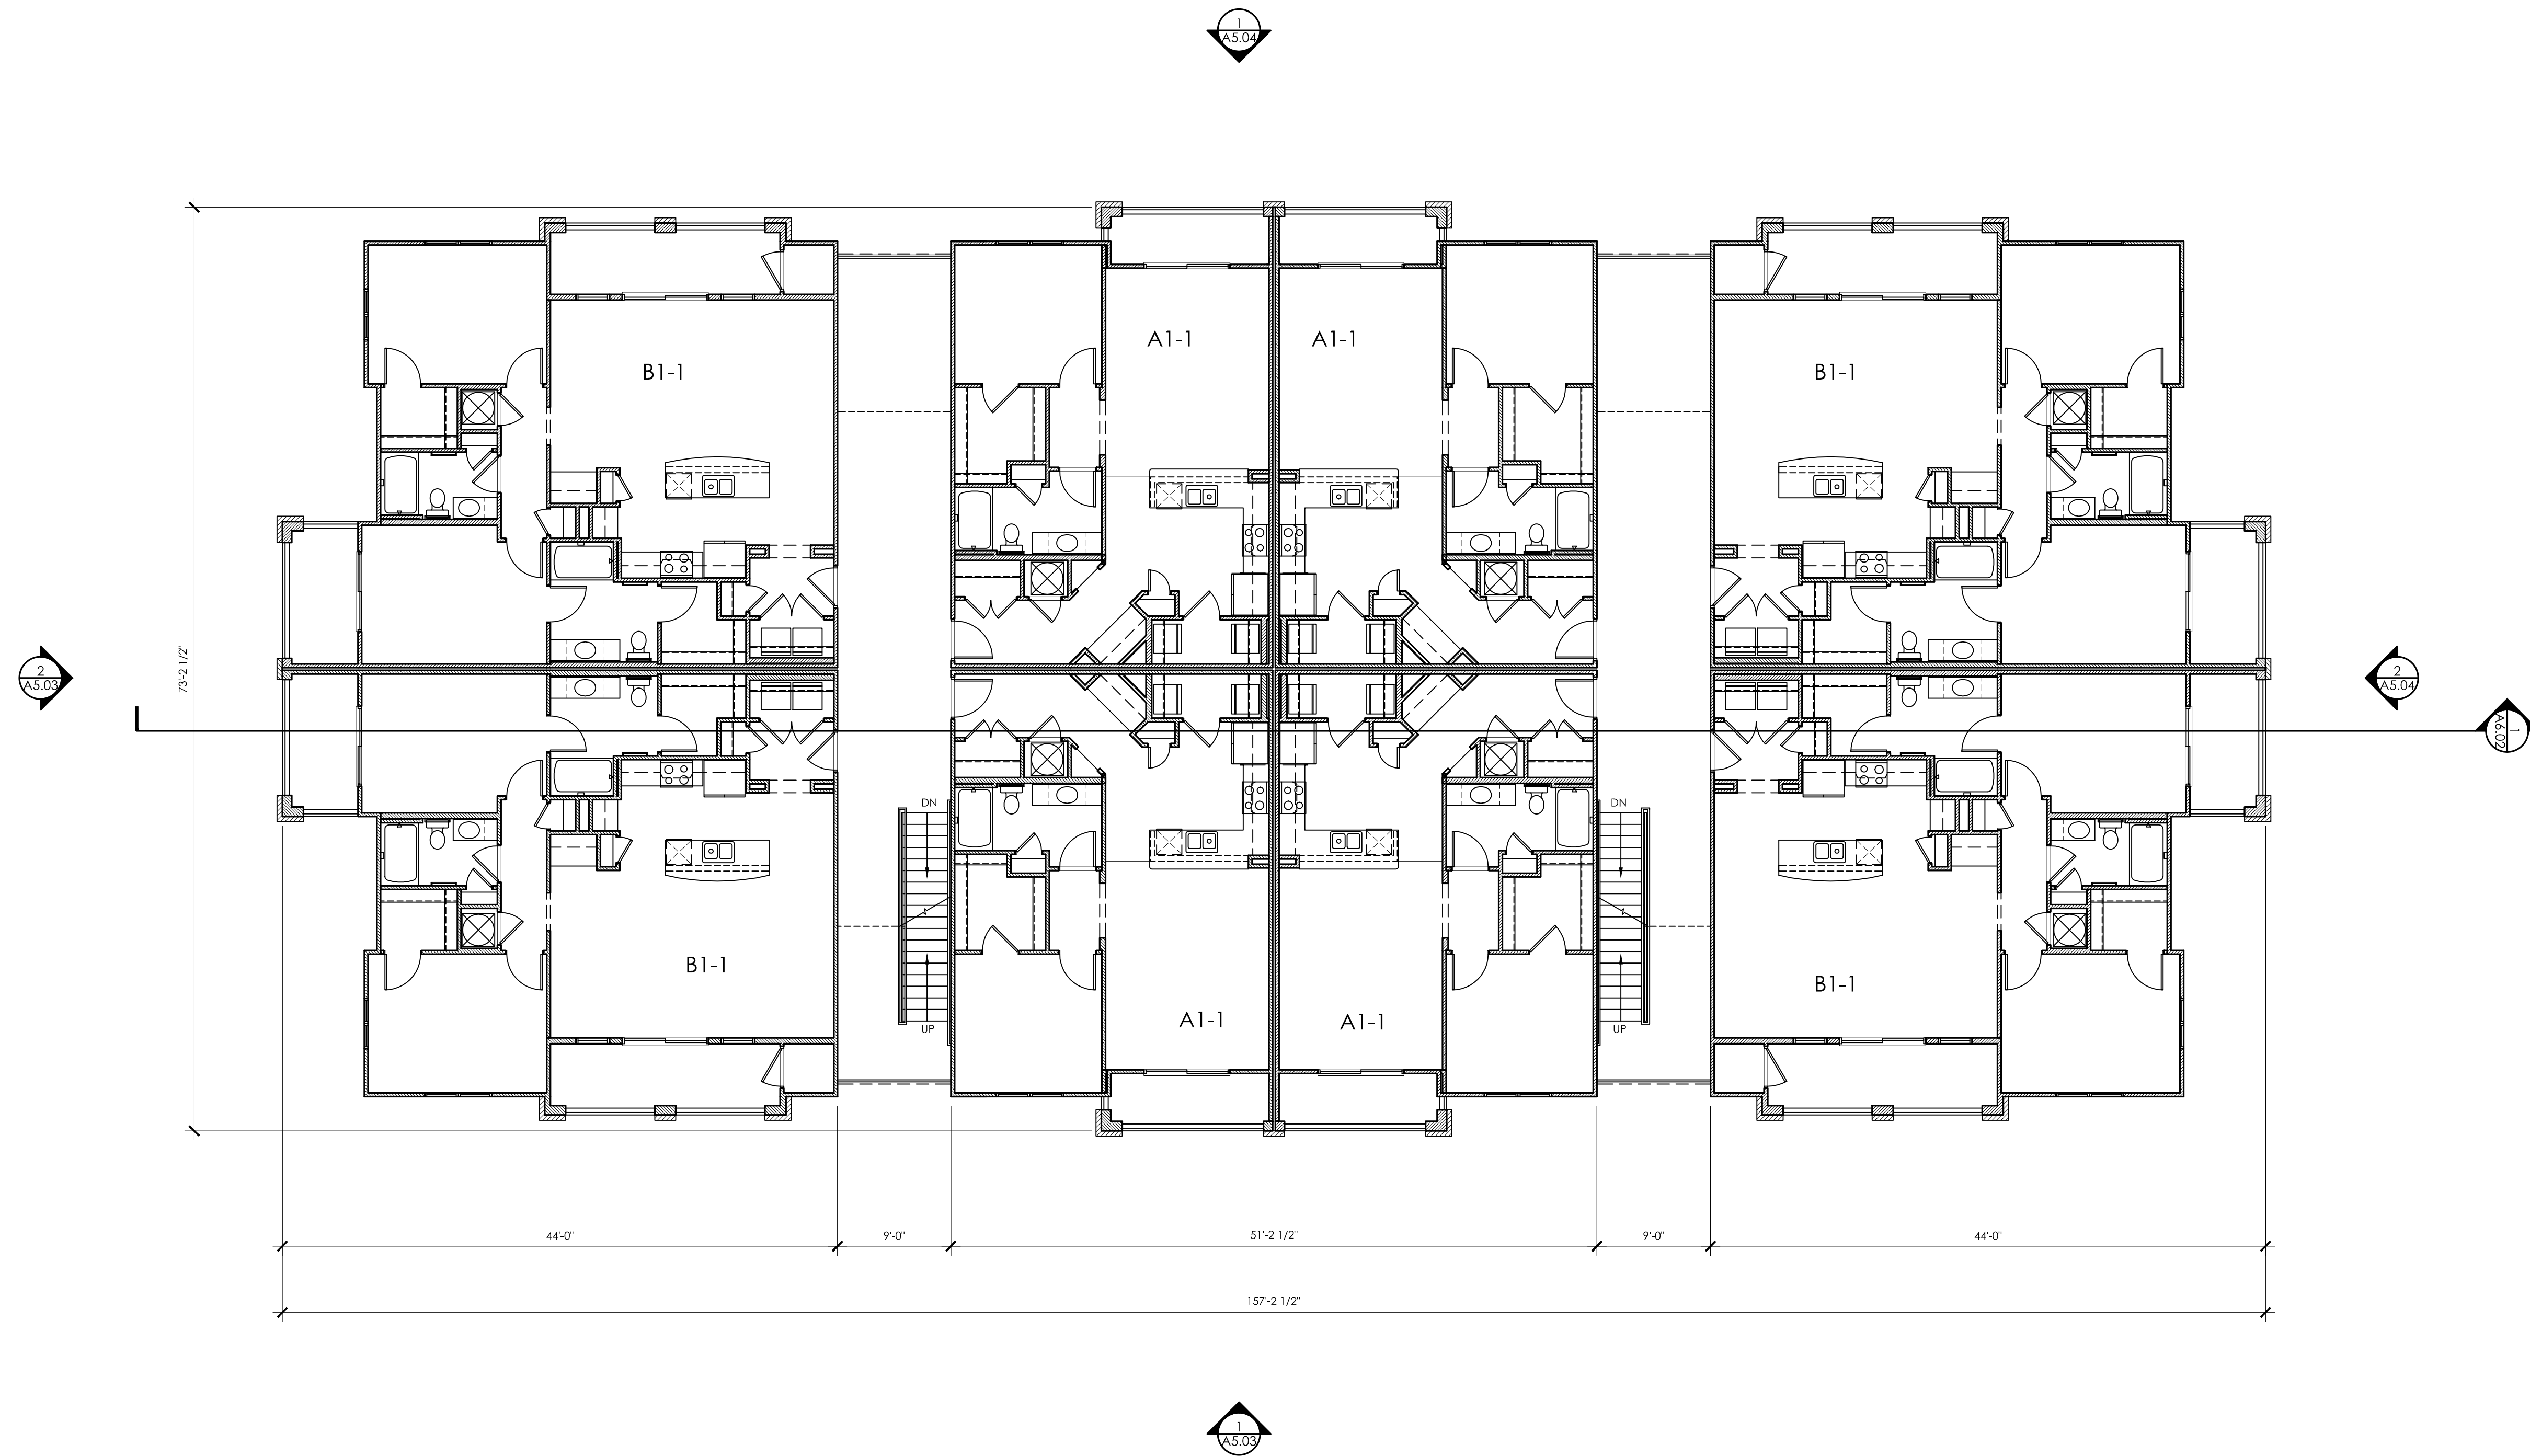 1
A5.04
A1-1
A1-1
B1-1
B1-1
73'-2 1/2"
2
A5.03
2
A5.04
1
A6.02
DN
DN
B1-1
B1-1
A1-1
A1-1
UP
UP
44'-0"
9'-0"
51'-2 1/2"
9'-0"
44'-0"
157'-2 1/2"
1
A5.03